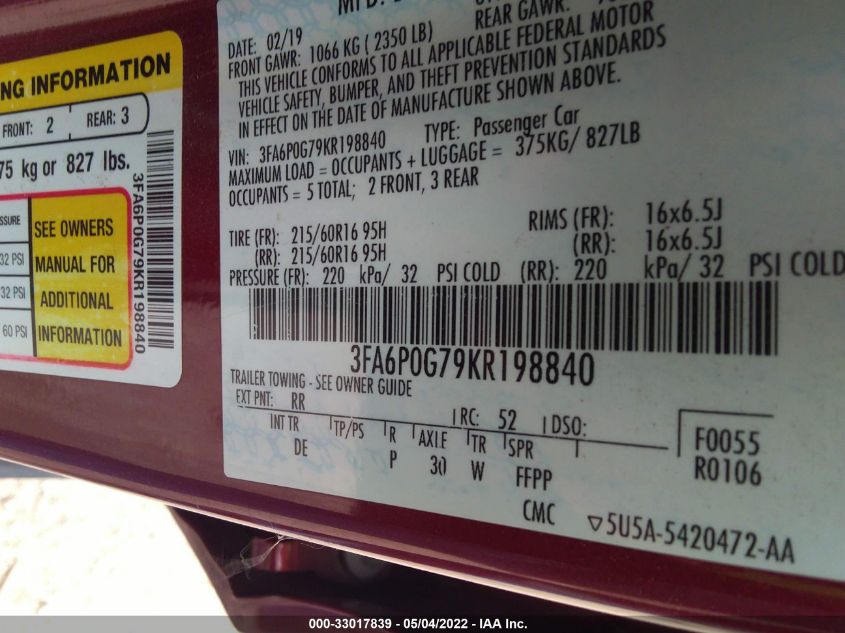 NG INFORMATION
FRONT: 2
REAR: 3
75 kg or 827 lbs.
SSURE
32 PSI
32 PSI
60 PSI
SEE OWNERS
MANUAL FOR
ADDITIONAL
INFORMATION
3FA6P0G79KR198840
MFD.
REAR GAWR:
DATE: 02/19
FRONT GAWR: 1066 KG ( 2350 LB)
THIS VEHICLE CONFORMS TO ALL APPLICABLE FEDERAL MOTOR
VEHICLE SAFETY, BUMPER, AND THEFT PREVENTION STANDARDS
IN EFFECT ON THE DATE OF MANUFACTURE SHOWN ABOVE.
VIN: 3FA6P0G79KR198840 TYPE: Passenger Car
MAXIMUM LOAD = OCCUPANTS + LUGGAGE = 375KG/ 827LB
OCCUPANTS = 5 TOTAL; 2 FRONT, 3 REAR
TIRE (FR): 215/60R16 95H RIMS (FR): 16x6.5J
(RR): 215/60R16 95H (RR): 16x6.5J
PRESSURE (FR): 220 kPa/ 32 PSI COLD (RR): 220 kPa/ 32 PSI COLD
3FA6P0G79KR198840
TRAILER TOWING - SEE OWNER GUIDE
EXT PNT: RR RC: 52 DSO:
INT TR TP/PS R AXLE TR SPR
DE P 30 W FFPP
CMC
F0055
R0106
▽5U5A-5420472-AA
000-33017839 - 05/04/2022 - IAA Inc.